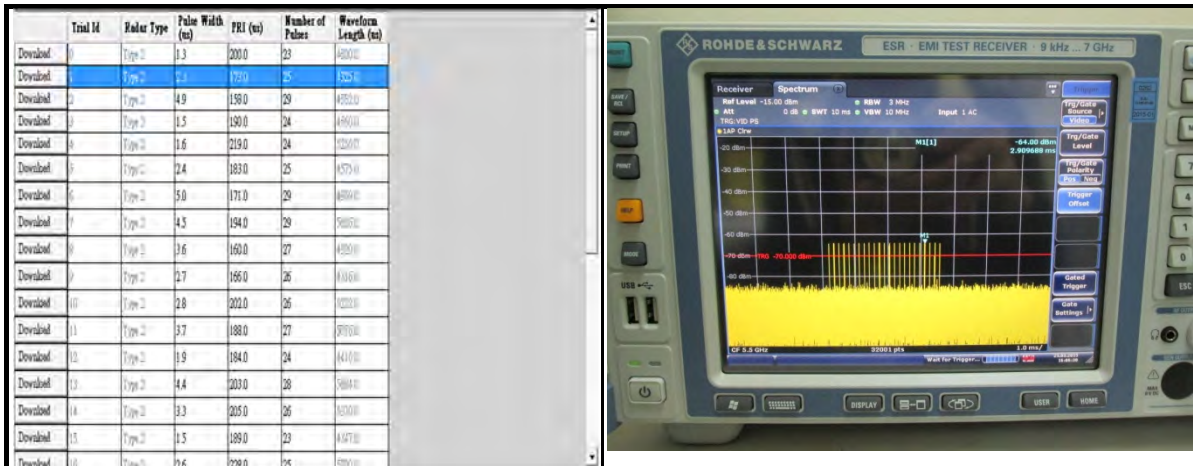 Trial Id Radar Type Pulse Width (us) PRI (us) Number of Pulses Waveform Length (us)
Download 0 Type 2 1.3 200.0 23
Download 1 Type 2 173.0 25
Download 2 Type 2 4.9 158.0 29
Download 3 Type 2 1.5 190.0 24
Download 4 Type 2 1.6 219.0 24
Download 5 Type 2 2.4 183.0 25
Download 6 Type 2 5.0 171.0 29
Download 7 Type 2 4.5 194.0 29
Download 8 Type 2 3.6 160.0 27
Download 9 Type 2 2.7 166.0 26
Download 10 Type 2 2.8 202.0 26
Download 11 Type 2 3.7 188.0 27
Download 12 Type 2 1.9 184.0 24
Download 13 Type 2 4.4 203.0 28
Download 14 Type 2 3.3 205.0 26
Download 15 Type 2 1.5 189.0 23
Download 16 Type 2 2.6 228.0 25
ROHDE & SCHWARZ ESR · EMI TEST RECEIVER · 9 kHz ... 7 GHz
Receiver Spectrum
Ref Level -15.00 dBm RBW 3 MHz
Att 0 dB SWT 10 ms VBW 10 MHz Input 1 AC
TRG:VID PS
1AP Clrw
M1[1] -64.00 dBm
2.909688 ms
-20 dBm
-30 dBm
-40 dBm
-50 dBm
-60 dBm
M1
-70 dBm TRG -70.000 dBm
-80 dBm
CF 5.5 GHz 32001 pts 1.0 ms/
Wait for Trigger...
Trigger
Trg/Gate Source
Video
Trg/Gate Level
Trg/Gate Polarity
Pos Neg
Trigger Offset
Gated Trigger
Gate Settings
SAVE / RCL
SETUP
PRINT
HELP
MODE
USB
DISPLAY
USER
HOME
7
4
1
0
ESC